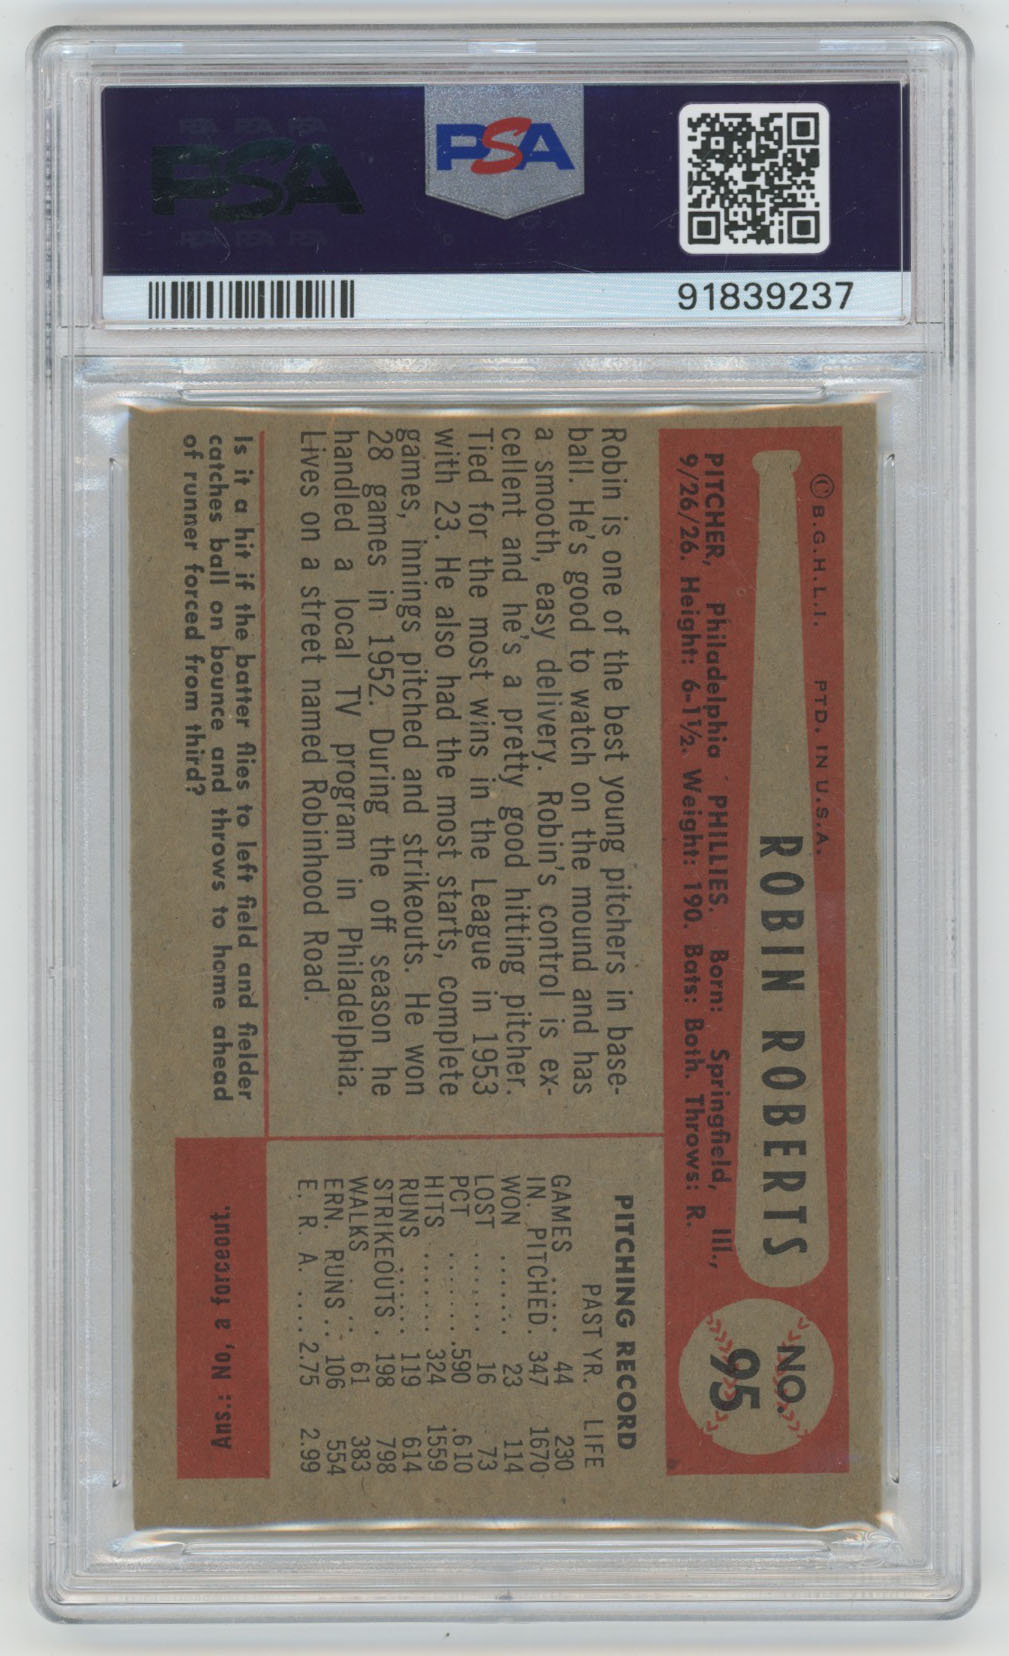 PSA
PSA
91839237
© B.G.H.L.I. PTD. IN U.S.A.
ROBIN ROBERTS
NO.
95
PITCHER, Philadelphia PHILLIES. Born: Springfield, Ill.,
9/26/26. Height: 6-1½. Weight: 190. Bats: Both. Throws: R.
Robin is one of the best young pitchers in base-
ball. He's good to watch on the mound and has
a smooth, easy delivery. Robin's control is ex-
cellent and he's a pretty good hitting pitcher.
Tied for the most wins in the League in 1953
with 23. He also had the most starts, complete
games, innings pitched and strikeouts. He won
28 games in 1952. During the off season he
handled a local TV program in Philadelphia.
Lives on a street named Robinhood Road.
PITCHING RECORD
PAST YR. LIFE
GAMES .... 44 230
IN. PITCHED. 347 1670
WON ...... 23 114
LOST ...... 16 73
PCT ....... .590 .610
HITS ...... 324 1559
RUNS ..... 119 614
STRIKEOUTS . 198 798
WALKS .. 61 383
ERN. RUNS .. 106 554
E. R. A. .... 2.75 2.99
Is it a hit if the batter flies to left field and fielder
catches ball on bounce and throws to home ahead
of runner forced from third?
Ans.: No, a forceout.